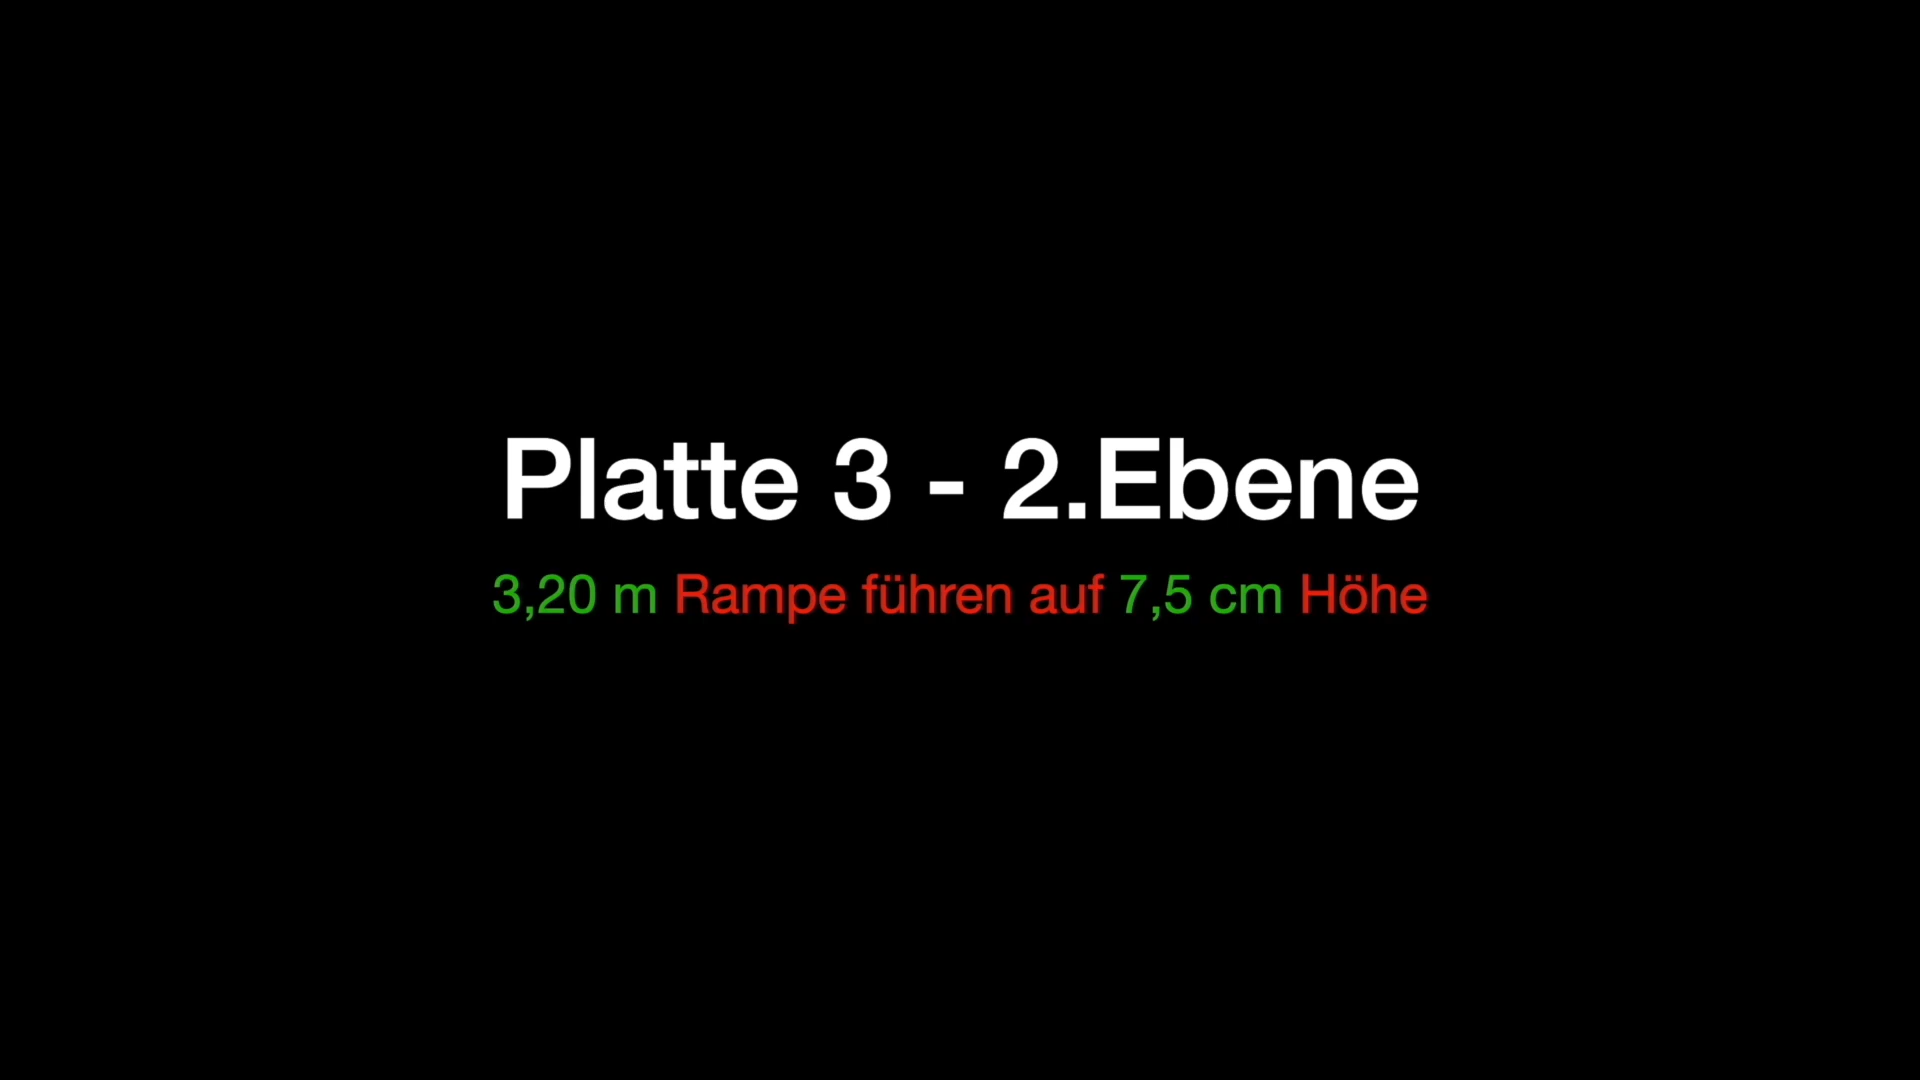 Platte 3 - 2.Ebene
3,20 m Rampe führen auf 7,5 cm Höhe